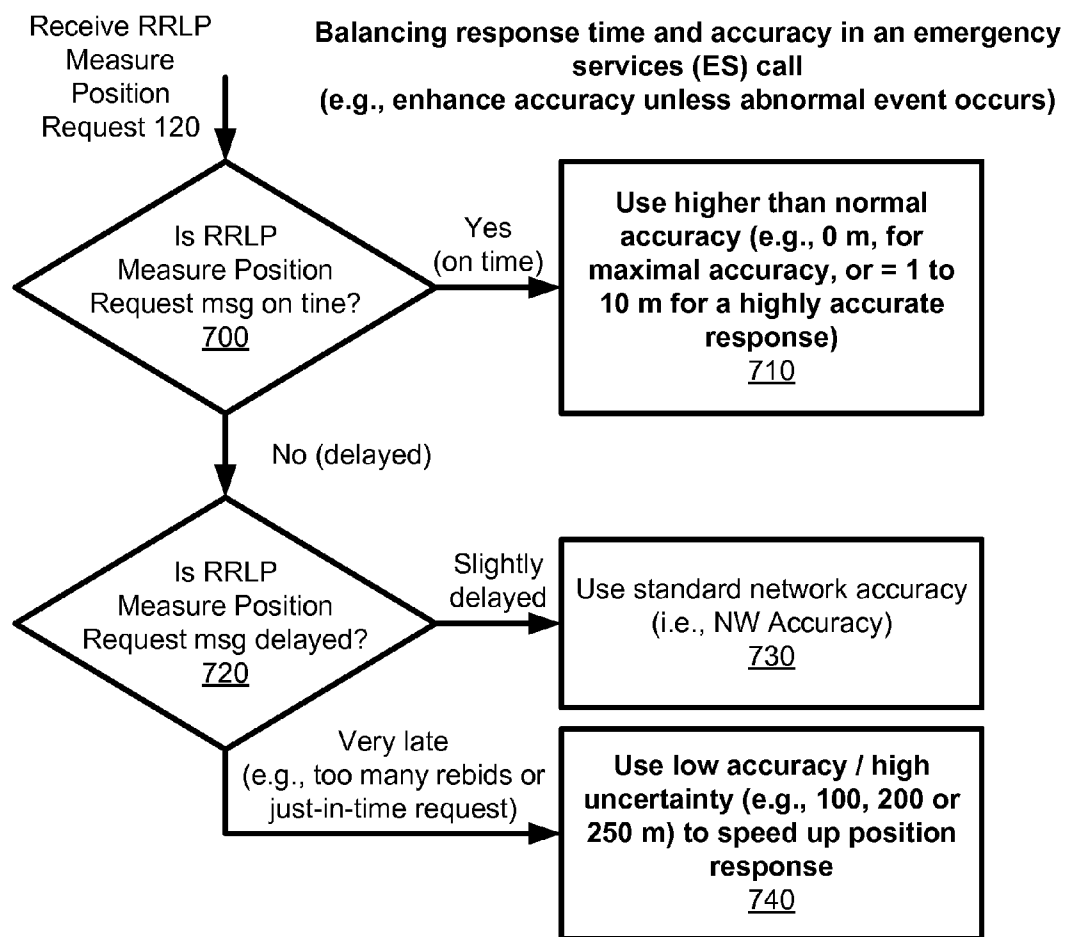 Receive RRLP
Measure
Position
Request 120
Balancing response time and accuracy in an emergency
services (ES) call
(e.g., enhance accuracy unless abnormal event occurs)
Is RRLP
Measure Position
Request msg on tine?
700
Yes
(on time)
Use higher than normal
accuracy (e.g., 0 m, for
maximal accuracy, or = 1 to
10 m for a highly accurate
response)
710
No (delayed)
Is RRLP
Measure Position
Request msg delayed?
720
Slightly
delayed
Use standard network accuracy
(i.e., NW Accuracy)
730
Very late
(e.g., too many rebids or
just-in-time request)
Use low accuracy / high
uncertainty (e.g., 100, 200 or
250 m) to speed up position
response
740